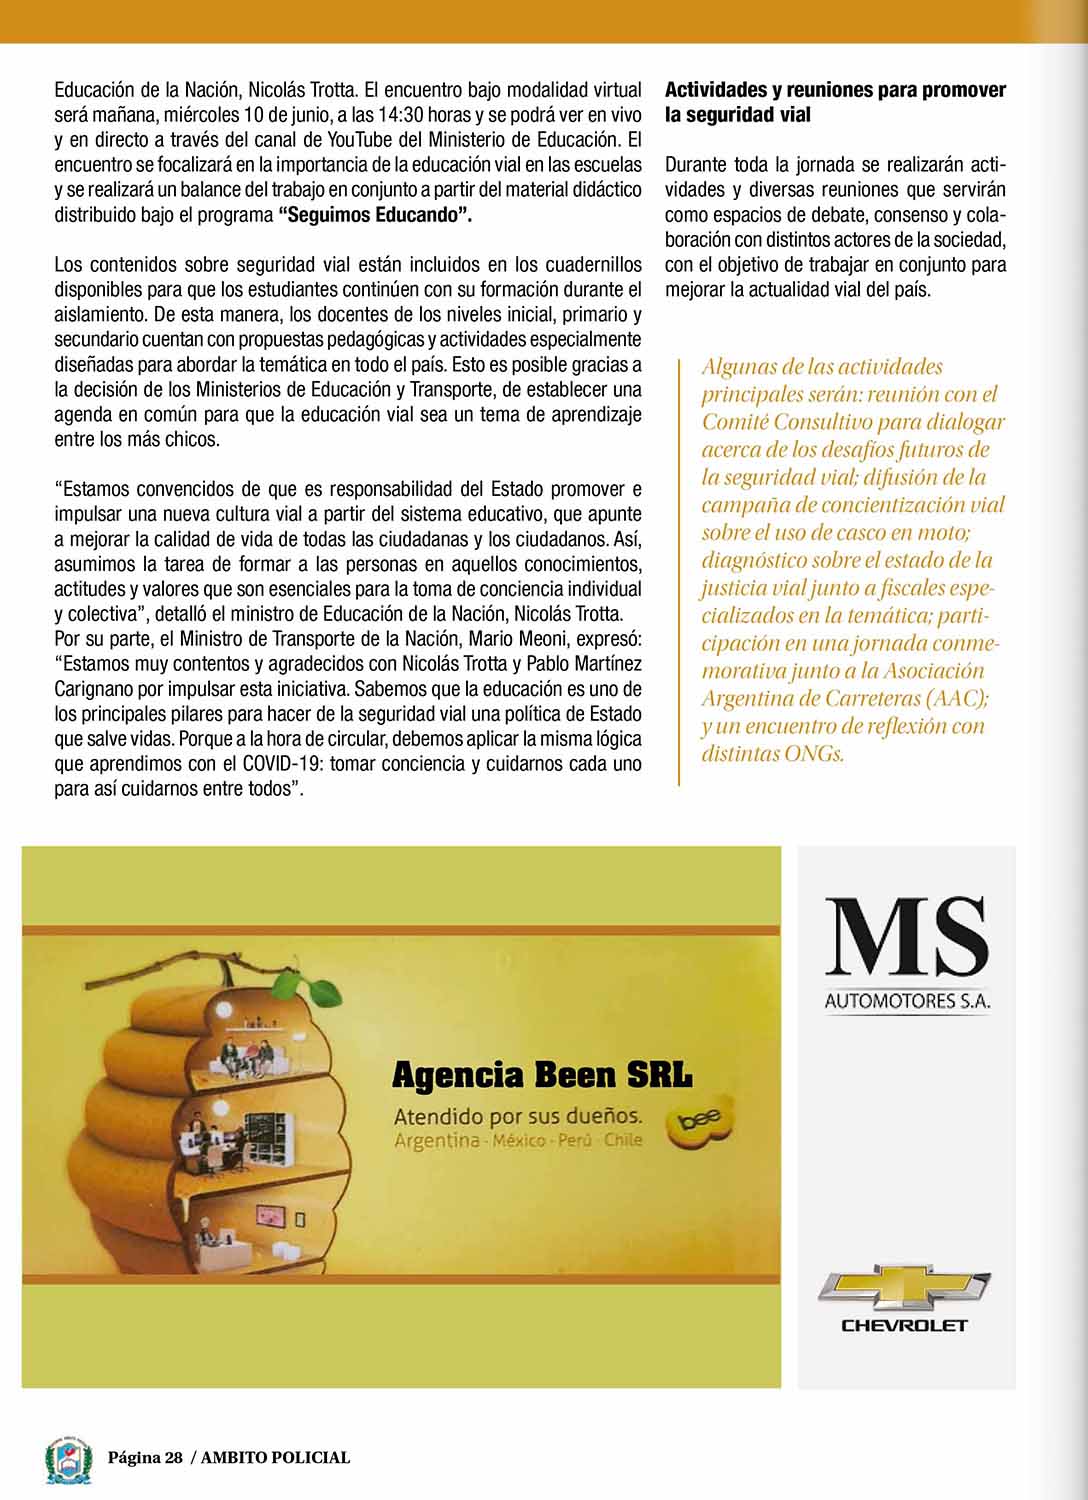 Educación de la Nación, Nicolás Trotta. El encuentro bajo modalidad virtual
será mañana, miércoles 10 de junio, a las 14:30 horas y se podrá ver en vivo
y en directo a través del canal de YouTube del Ministerio de Educación. El
encuentro se focalizará en la importancia de la educación vial en las escuelas
y se realizará un balance del trabajo en conjunto a partir del material didáctico
distribuido bajo el programa “Seguimos Educando”.
Los contenidos sobre seguridad vial están incluidos en los cuadernillos
disponibles para que los estudiantes continúen con su formación durante el
aislamiento. De esta manera, los docentes de los niveles inicial, primario y
secundario cuentan con propuestas pedagógicas y actividades especialmente
diseñadas para abordar la temática en todo el país. Esto es posible gracias a
la decisión de los Ministerios de Educación y Transporte, de establecer una
agenda en común para que la educación vial sea un tema de aprendizaje
entre los más chicos.
“Estamos convencidos de que es responsabilidad del Estado promover e
impulsar una nueva cultura vial a partir del sistema educativo, que apunte
a mejorar la calidad de vida de todas las ciudadanas y los ciudadanos. Así,
asumimos la tarea de formar a las personas en aquellos conocimientos,
actitudes y valores que son esenciales para la toma de conciencia individual
y colectiva”, detalló el ministro de Educación de la Nación, Nicolás Trotta.
Por su parte, el Ministro de Transporte de la Nación, Mario Meoni, expresó:
“Estamos muy contentos y agradecidos con Nicolás Trotta y Pablo Martínez
Carignano por impulsar esta iniciativa. Sabemos que la educación es uno de
los principales pilares para hacer de la seguridad vial una política de Estado
que salve vidas. Porque a la hora de circular, debemos aplicar la misma lógica
que aprendimos con el COVID-19: tomar conciencia y cuidarnos cada uno
para así cuidarnos entre todos”.
Actividades y reuniones para promover
la seguridad vial
Durante toda la jornada se realizarán acti-
vidades y diversas reuniones que servirán
como espacios de debate, consenso y cola-
boración con distintos actores de la sociedad,
con el objetivo de trabajar en conjunto para
mejorar la actualidad vial del país.
Algunas de las actividades
principales serán: reunión con el
Comité Consultivo para dialogar
acerca de los desafíos futuros de
la seguridad vial; difusión de la
campaña de concientización vial
sobre el uso de casco en moto;
diagnóstico sobre el estado de la
justicia vial junto a fiscales espe-
cializados en la temática; parti-
cipación en una jornada conme-
morativa junto a la Asociación
Argentina de Carreteras (AAC);
y un encuentro de reflexión con
distintas ONGs.
Agencia Been SRL
Atendido por sus dueños.
Argentina · México · Perú · Chile
bee
MS
AUTOMOTORES S.A.
CHEVROLET
Página 28 / AMBITO POLICIAL